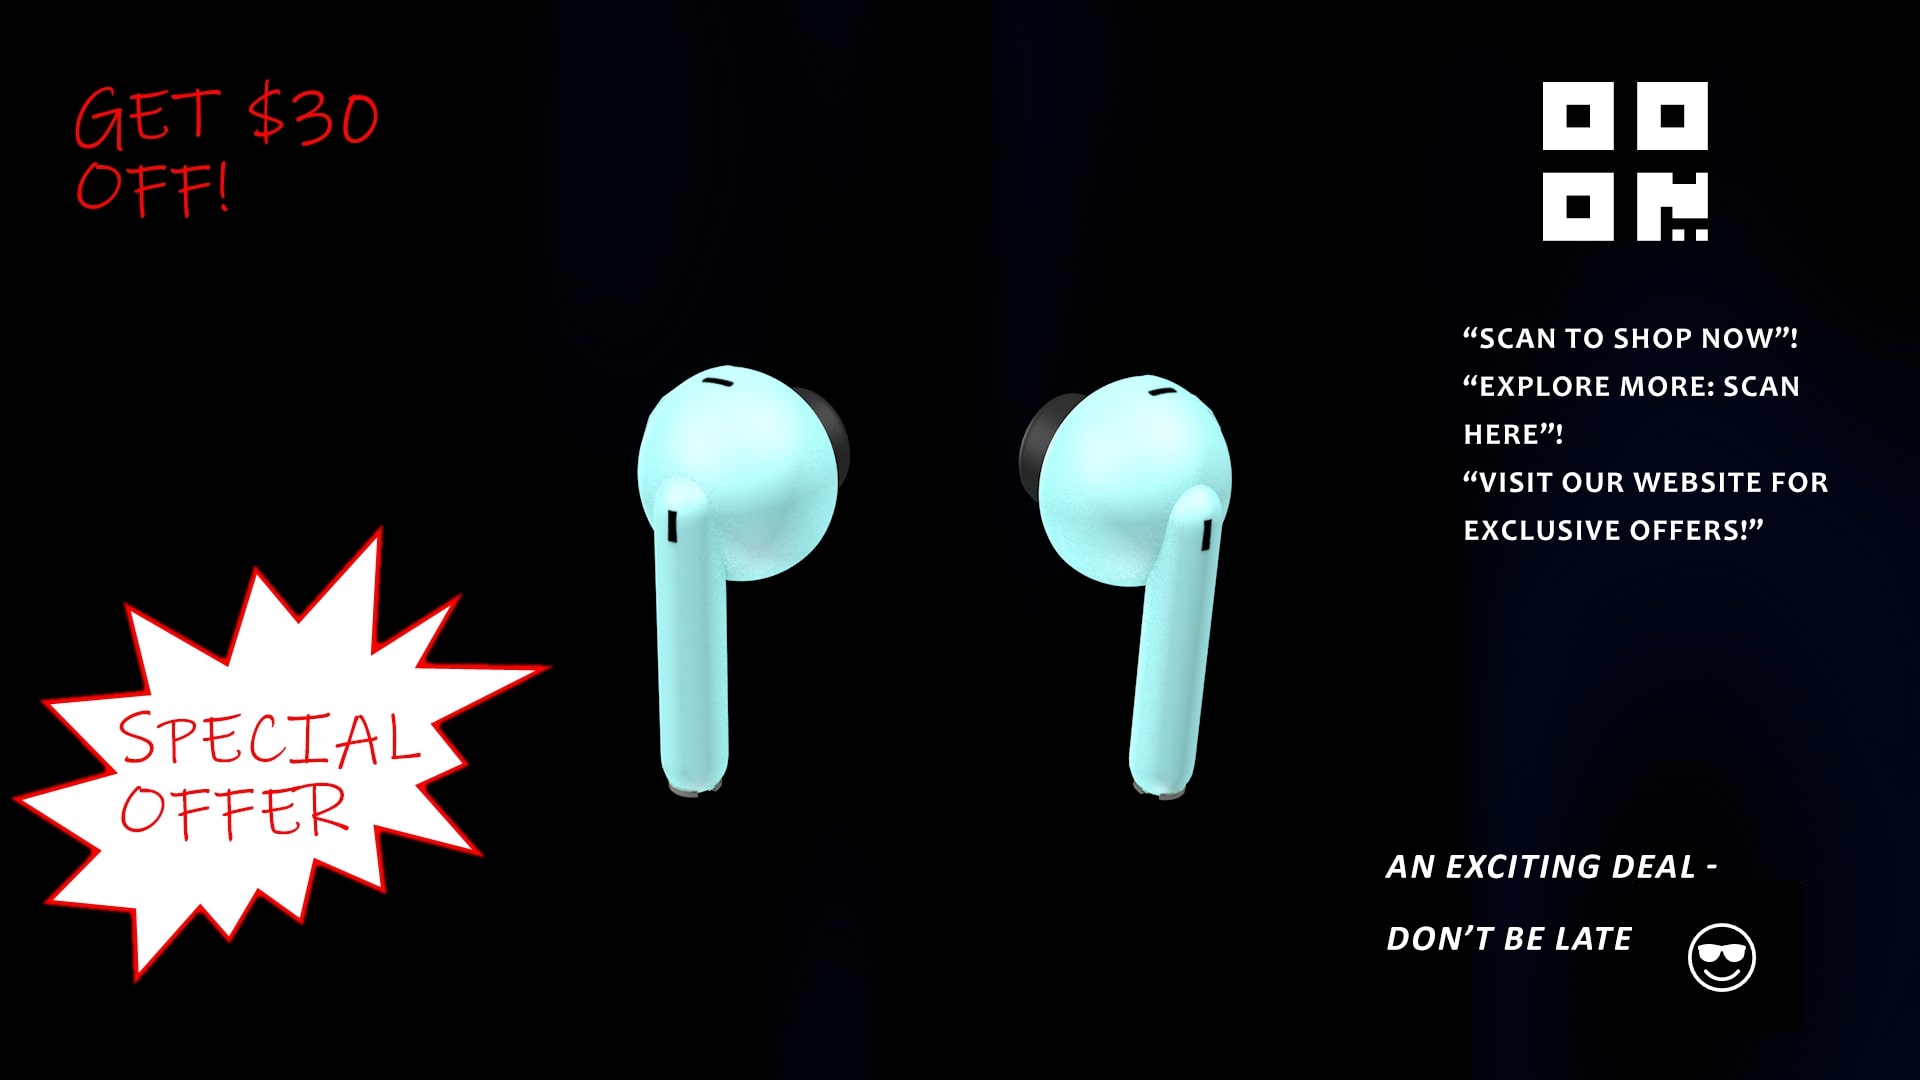 GET $30
OFF!
“SCAN TO SHOP NOW”!
“EXPLORE MORE: SCAN
HERE”!
“VISIT OUR WEBSITE FOR
EXCLUSIVE OFFERS!”
SPECIAL
OFFER
AN EXCITING DEAL -
DON’T BE LATE